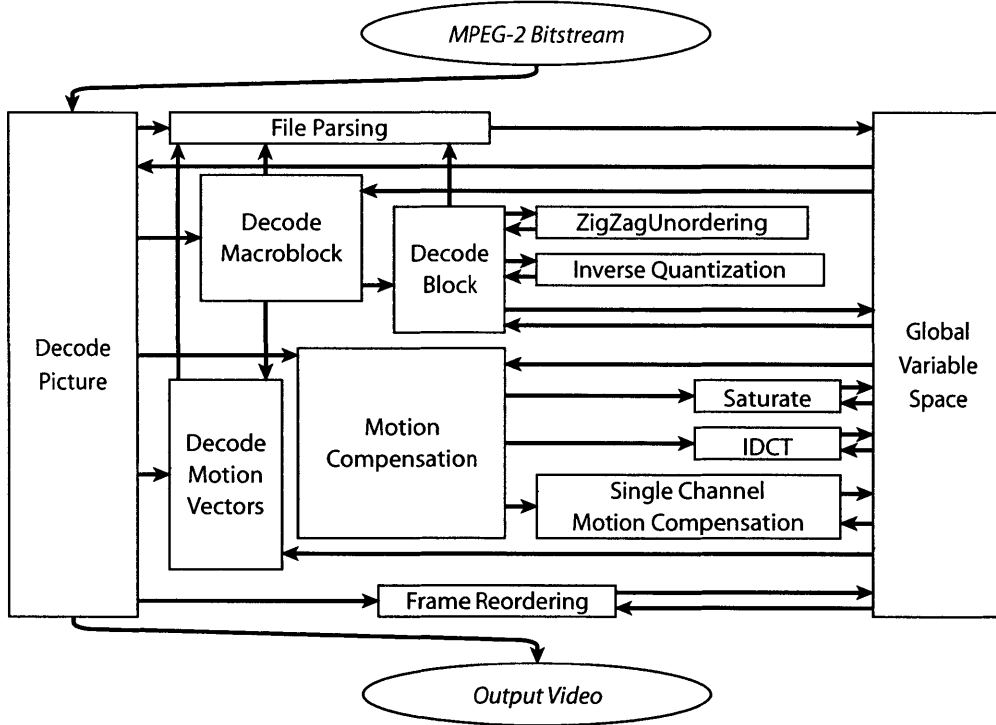 MPEG-2 Bitstream
File Parsing
Decode
Macroblock
Decode
Block
ZigZagUnordering
Inverse Quantization
Decode
Picture
Global
Variable
Space
Decode
Motion
Vectors
Motion
Compensation
Saturate
IDCT
Single Channel
Motion Compensation
Frame Reordering
Output Video